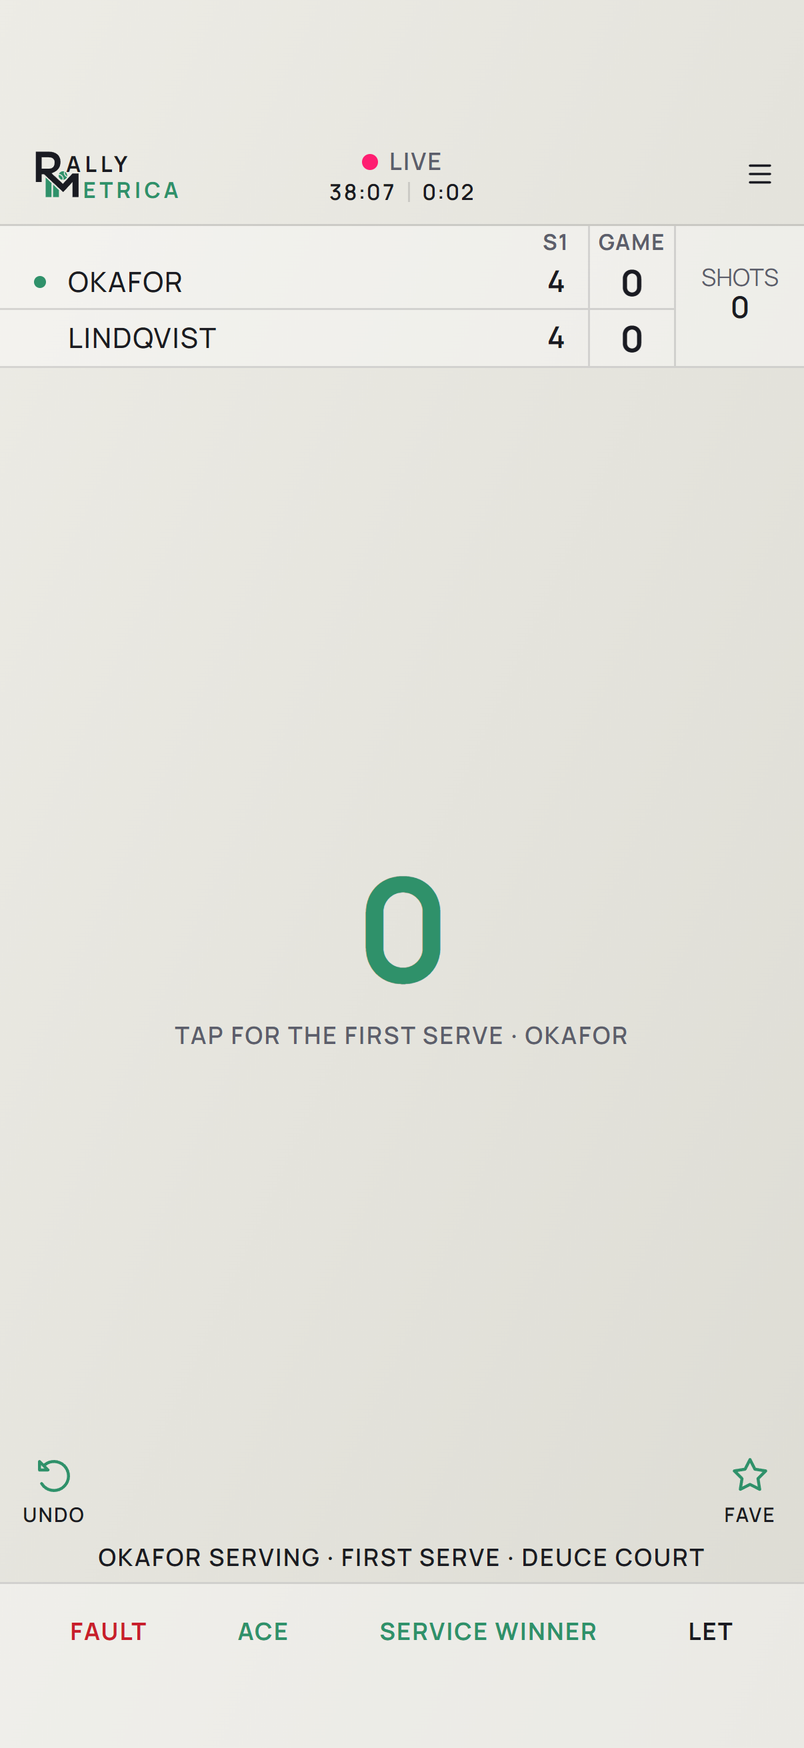 RALLY
METRICA
LIVE
38:07 | 0:02
S1 GAME
OKAFOR 4 0
LINDQVIST 4 0
SHOTS
0
0
TAP FOR THE FIRST SERVE · OKAFOR
UNDO
FAVE
OKAFOR SERVING · FIRST SERVE · DEUCE COURT
FAULT ACE SERVICE WINNER LET